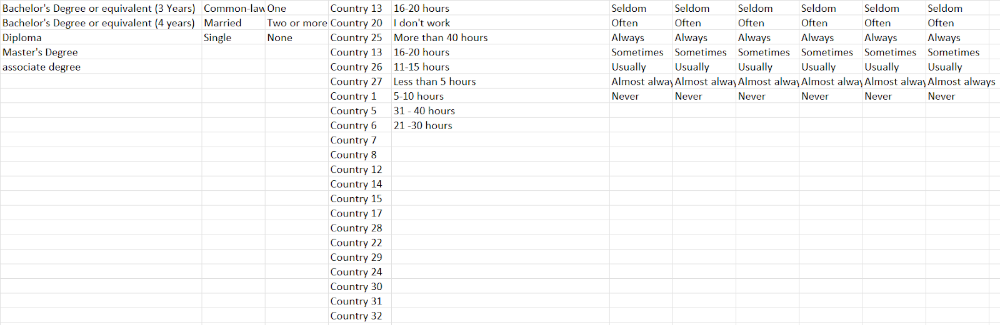 Bachelor's Degree or equivalent (3 Years) Common-law One Country 13 16-20 hours Seldom Seldom Seldom Seldom Seldom Seldom
Bachelor's Degree or equivalent (4 years) Married Two or more Country 20 I don't work Often Often Often Often Often Often
Diploma Single None Country 25 More than 40 hours Always Always Always Always Always Always
Master's Degree Country 13 16-20 hours Sometimes Sometimes Sometimes Sometimes Sometimes Sometimes
associate degree Country 26 11-15 hours Usually Usually Usually Usually Usually Usually
Country 27 Less than 5 hours Almost alway Almost alway Almost alway Almost alway Almost alway Almost always
Country 1 5-10 hours Never Never Never Never Never Never
Country 5 31 - 40 hours
Country 6 21 -30 hours
Country 7
Country 8
Country 12
Country 14
Country 15
Country 17
Country 28
Country 22
Country 29
Country 24
Country 30
Country 31
Country 32